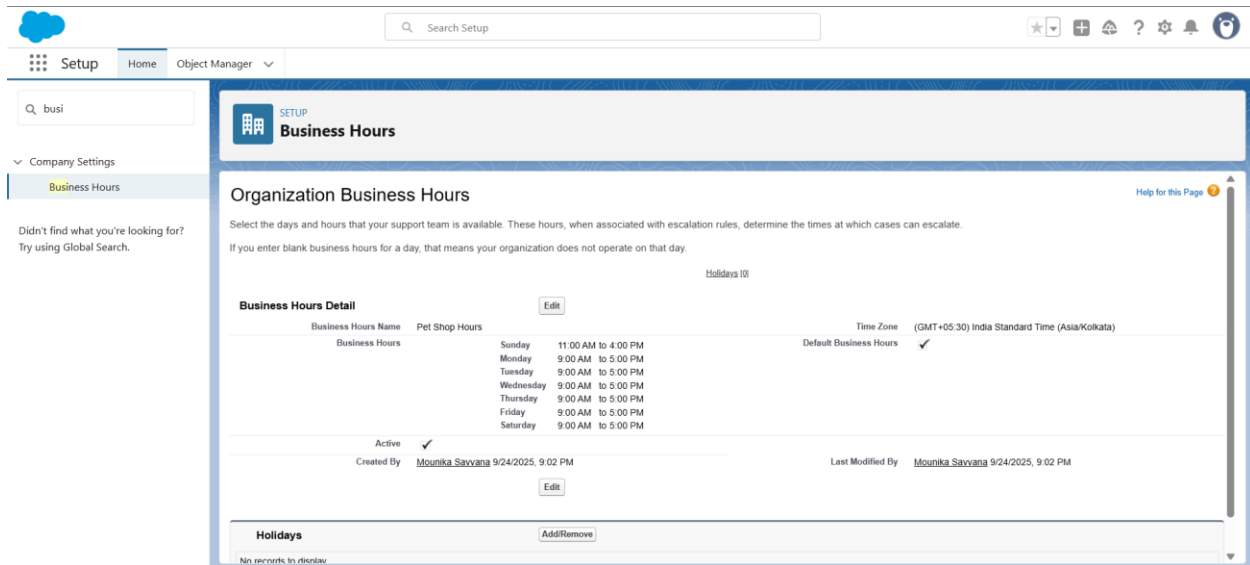 Search Setup
Setup Home Object Manager
busi
SETUP
Business Hours
Company Settings
Business Hours
Didn't find what you're looking for?
Try using Global Search.
Organization Business Hours
Help for this Page
Select the days and hours that your support team is available. These hours, when associated with escalation rules, determine the times at which cases can escalate.
If you enter blank business hours for a day, that means your organization does not operate on that day.
Holidays [0]
Business Hours Detail Edit
Business Hours Name Pet Shop Hours Time Zone (GMT+05:30) India Standard Time (Asia/Kolkata)
Business Hours Sunday 11:00 AM to 4:00 PM Default Business Hours
Monday 9:00 AM to 5:00 PM
Tuesday 9:00 AM to 5:00 PM
Wednesday 9:00 AM to 5:00 PM
Thursday 9:00 AM to 5:00 PM
Friday 9:00 AM to 5:00 PM
Saturday 9:00 AM to 5:00 PM
Active
Created By Mounika Savvana 9/24/2025, 9:02 PM Last Modified By Mounika Savvana 9/24/2025, 9:02 PM
Edit
Holidays Add/Remove
No records to display